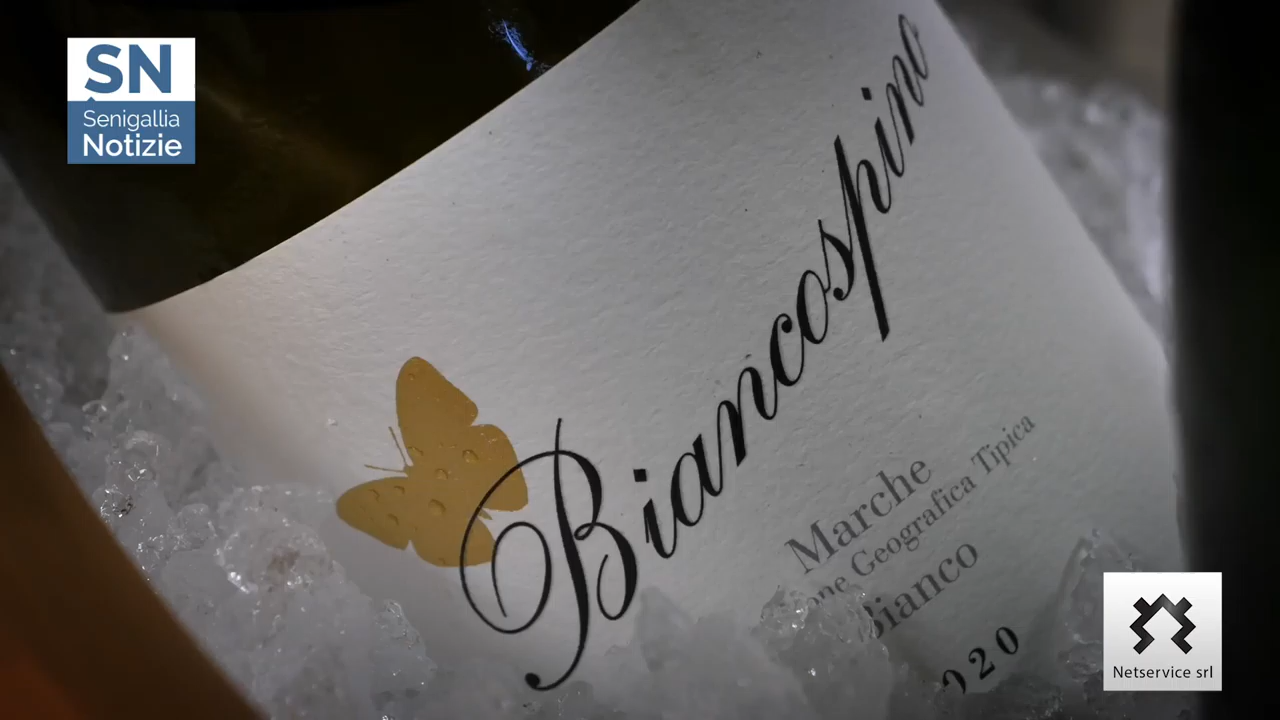 SN
Senigallia
Notizie
Biancospino
Marche
Geografica Tipica
Bianco
Netservice srl